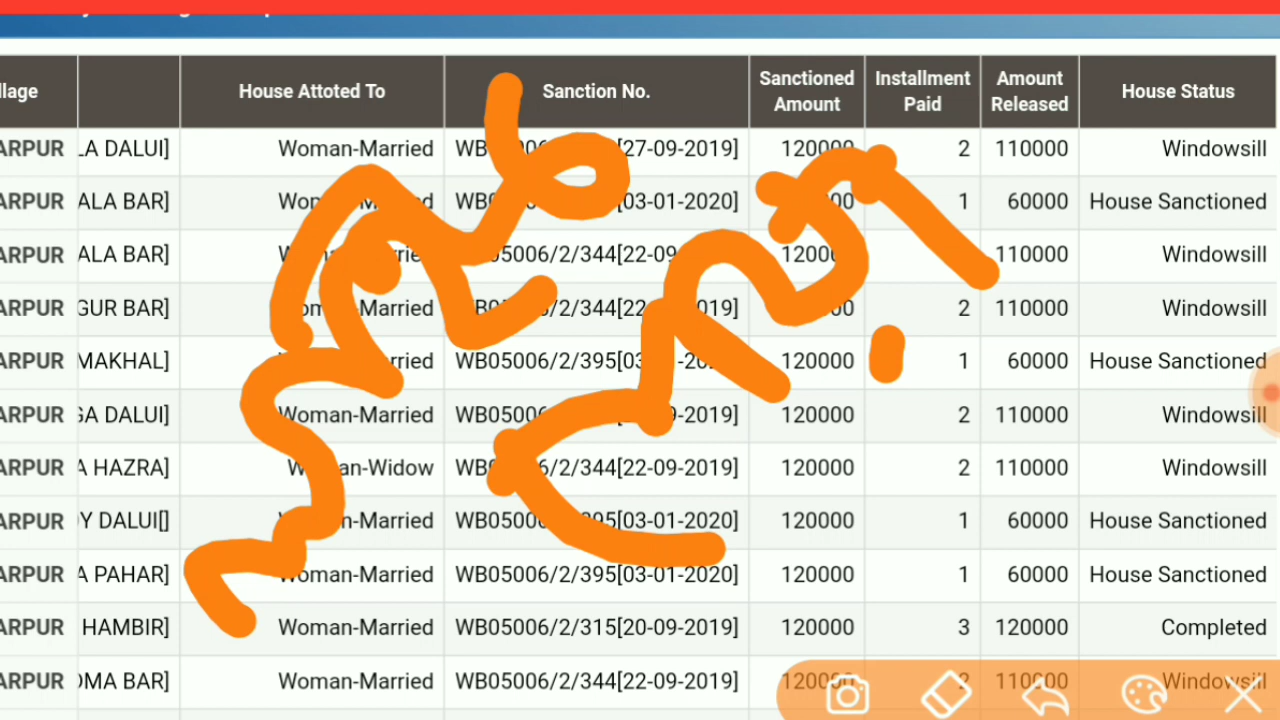 llage House Attoted To Sanction No. Sanctioned Amount Installment Paid Amount Released House Status
ARPUR LA DALUI] Woman-Married [27-09-2019] 2 110000 Windowsill
ARPUR ALA BAR] [03-01-2020] 1 60000 House Sanctioned
ARPUR ALA BAR] 05006/2/344[22-09 110000 Windowsill
ARPUR GUR BAR] Married /2/344[22 019] 2 110000 Windowsill
ARPUR MAKHAL] WB05006/2/395[03 120000 1 60000 House Sanctioned
ARPUR GA DALUI] Woman-Married WB05006 9-2019] 120000 2 110000 Windowsill
ARPUR A HAZRA] an-Widow 6/2/344[22-09-2019] 120000 2 110000 Windowsill
ARPUR Y DALUI[] n-Married 95[03-01-2020] 120000 1 60000 House Sanctioned
ARPUR A PAHAR] Woman-Married WB05006/2/395[03-01-2020] 120000 1 60000 House Sanctioned
ARPUR HAMBIR] Woman-Married WB05006/2/315[20-09-2019] 120000 3 120000 Completed
ARPUR OMA BAR] Woman-Married WB05006/2/344[22-09-2019] 120000 2 110000 Windowsill